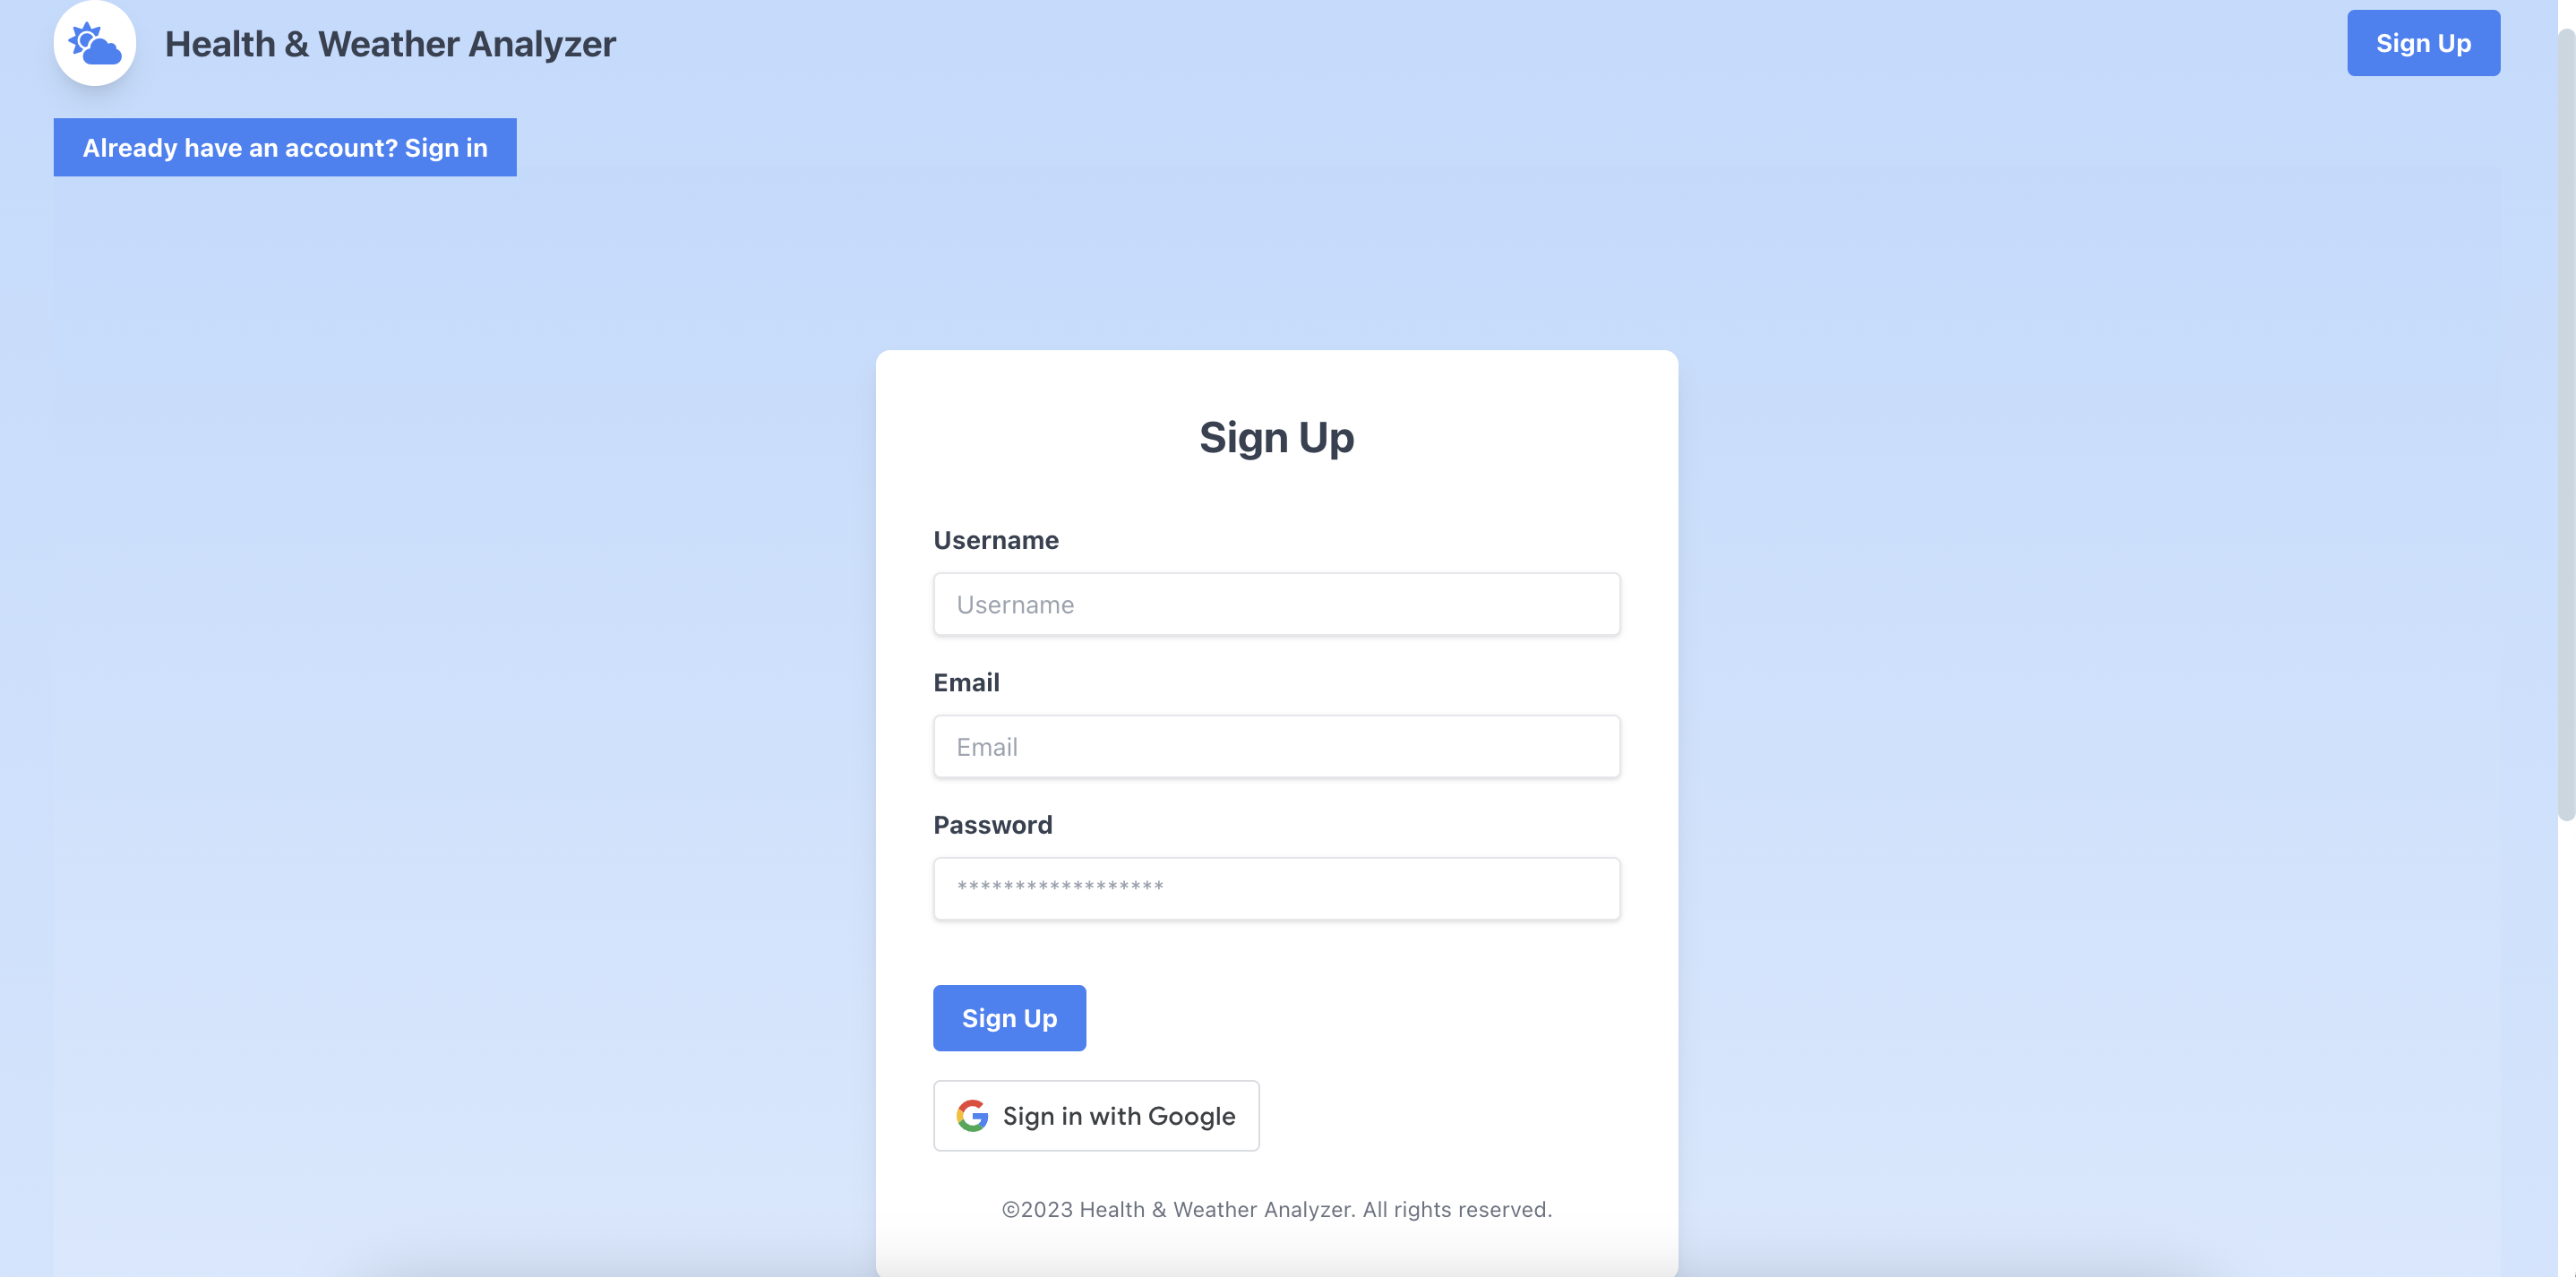 Health & Weather Analyzer
Sign Up
Already have an account? Sign in
Sign Up
Username
Username
Email
Email
Password
******************
Sign Up
Sign in with Google
©2023 Health & Weather Analyzer. All rights reserved.